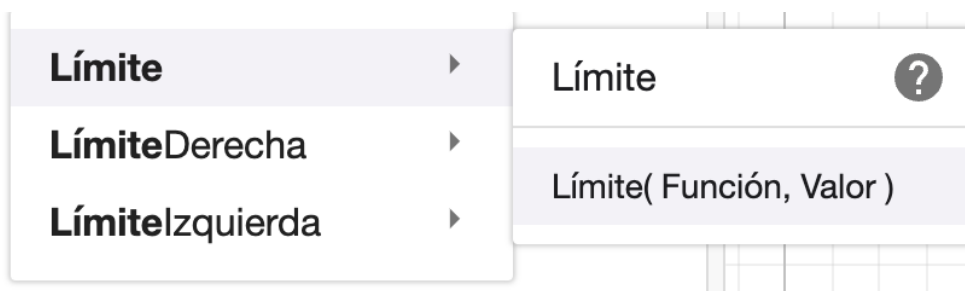 Límite
LímiteDerecha
LímiteIzquierda
Límite
Límite( Función, Valor )